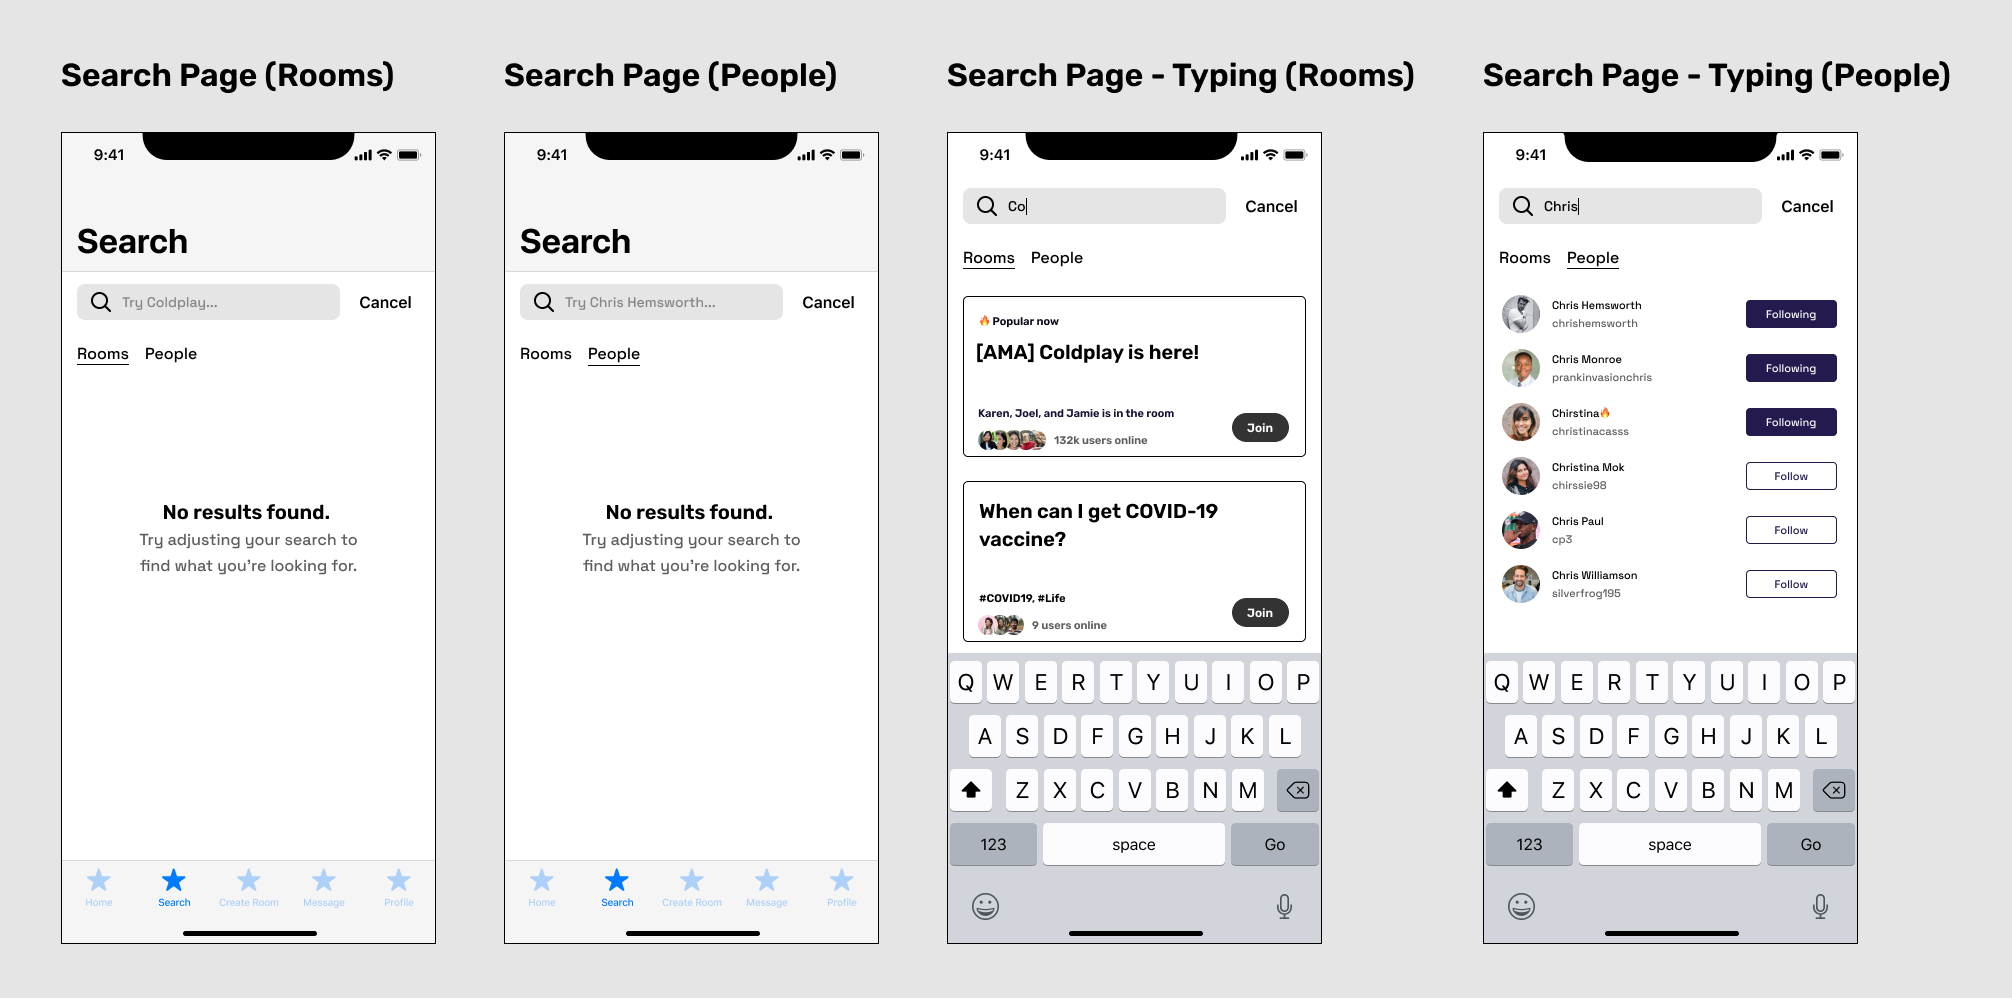 Search Page (Rooms)
9:41
Search
Try Coldplay...
Cancel
Rooms
People
No results found.
Try adjusting your search to
find what you're looking for.
Home
Search
Create Room
Message
Profile
Search Page (People)
9:41
Search
Try Chris Hemsworth...
Cancel
Rooms
People
No results found.
Try adjusting your search to
find what you're looking for.
Home
Search
Create Room
Message
Profile
Search Page - Typing (Rooms)
9:41
Co
Cancel
Rooms
People
🔥 Popular now
[AMA] Coldplay is here!
Karen, Joel, and Jamie is in the room
132k users online
Join
When can I get COVID-19
vaccine?
#COVID19, #Life
9 users online
Join
Q W E R T Y U I O P
A S D F G H J K L
Z X C V B N M
123 space Go
Search Page - Typing (People)
9:41
Chris
Cancel
Rooms
People
Chris Hemsworth
chrishemsworth
Following
Chris Monroe
prankinvasionchris
Following
Chirstina🔥
christinacasss
Following
Christina Mok
chirssie98
Follow
Chris Paul
cp3
Follow
Chris Williamson
silverfrog195
Follow
Q W E R T Y U I O P
A S D F G H J K L
Z X C V B N M
123 space Go